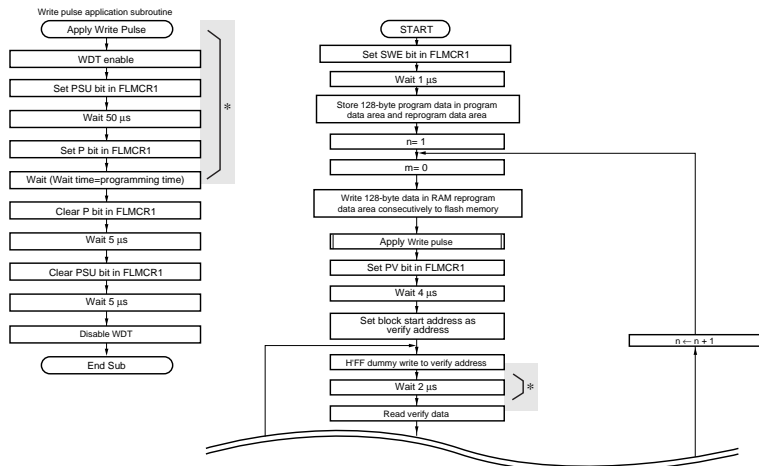 Write pulse application subroutine
Apply Write Pulse
WDT enable
Set PSU bit in FLMCR1
Wait 50 μs
Set P bit in FLMCR1
Wait (Wait time=programming time)
Clear P bit in FLMCR1
Wait 5 μs
Clear PSU bit in FLMCR1
Wait 5 μs
Disable WDT
End Sub
*
START
Set SWE bit in FLMCR1
Wait 1 μs
Store 128-byte program data in program
data area and reprogram data area
n= 1
m= 0
Write 128-byte data in RAM reprogram
data area consecutively to flash memory
Apply Write pulse
Set PV bit in FLMCR1
Wait 4 μs
Set block start address as
verify address
H'FF dummy write to verify address
Wait 2 μs
*
Read verify data
n ← n + 1